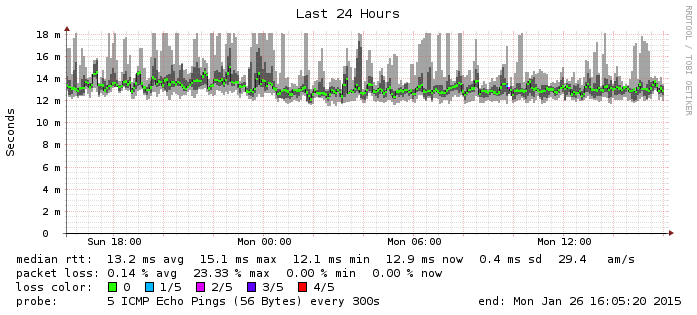 Last 24 Hours
RRDTOOL / TOBI OETIKER
Seconds
18 m
16 m
14 m
12 m
10 m
8 m
6 m
4 m
2 m
0
Sun 18:00 Mon 00:00 Mon 06:00 Mon 12:00
median rtt: 13.2 ms avg 15.1 ms max 12.1 ms min 12.9 ms now 0.4 ms sd 29.4 am/s
packet loss: 0.14 % avg 23.33 % max 0.00 % min 0.00 % now
loss color: 0 1/5 2/5 3/5 4/5
probe: 5 ICMP Echo Pings (56 Bytes) every 300s end: Mon Jan 26 16:05:20 2015